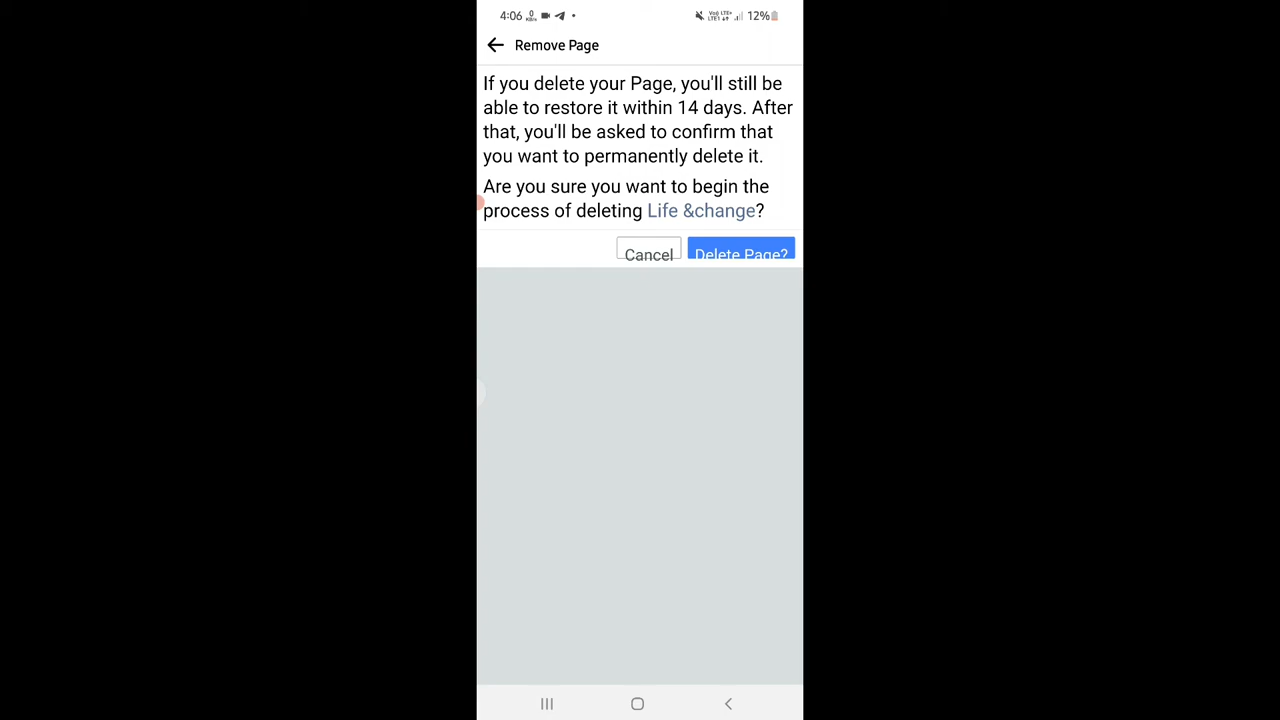 4:06 0 KB/s 12%
Remove Page
If you delete your Page, you'll still be
able to restore it within 14 days. After
that, you'll be asked to confirm that
you want to permanently delete it.
Are you sure you want to begin the
process of deleting Life &change?
Cancel Delete Page?